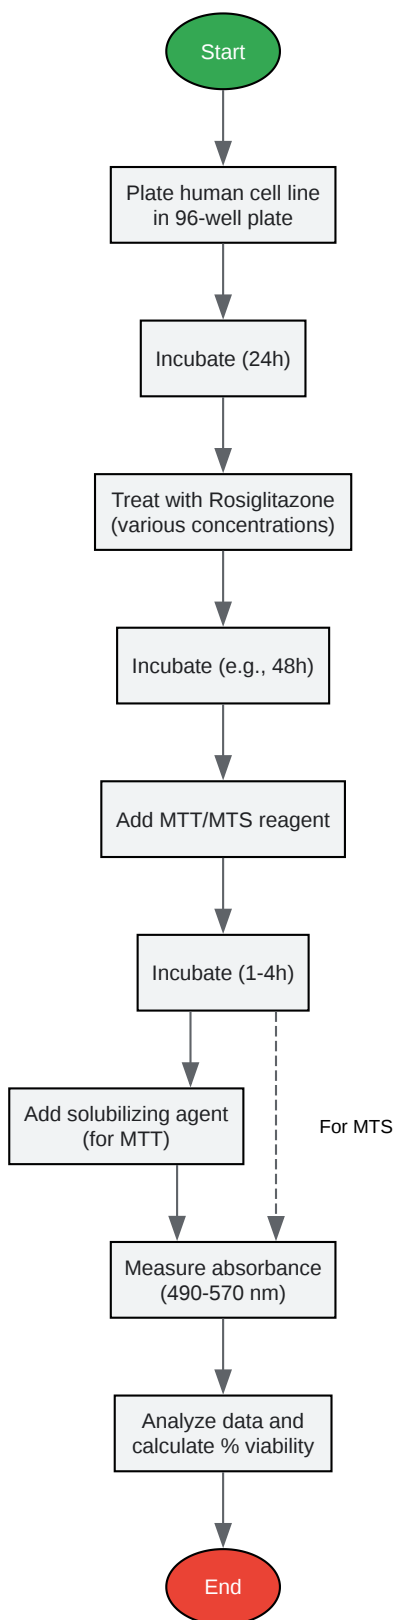 Start
Plate human cell line
in 96-well plate
Incubate (24h)
Treat with Rosiglitazone
(various concentrations)
Incubate (e.g., 48h)
Add MTT/MTS reagent
Incubate (1-4h)
Add solubilizing agent
(for MTT)
For MTS
Measure absorbance
(490-570 nm)
Analyze data and
calculate % viability
End